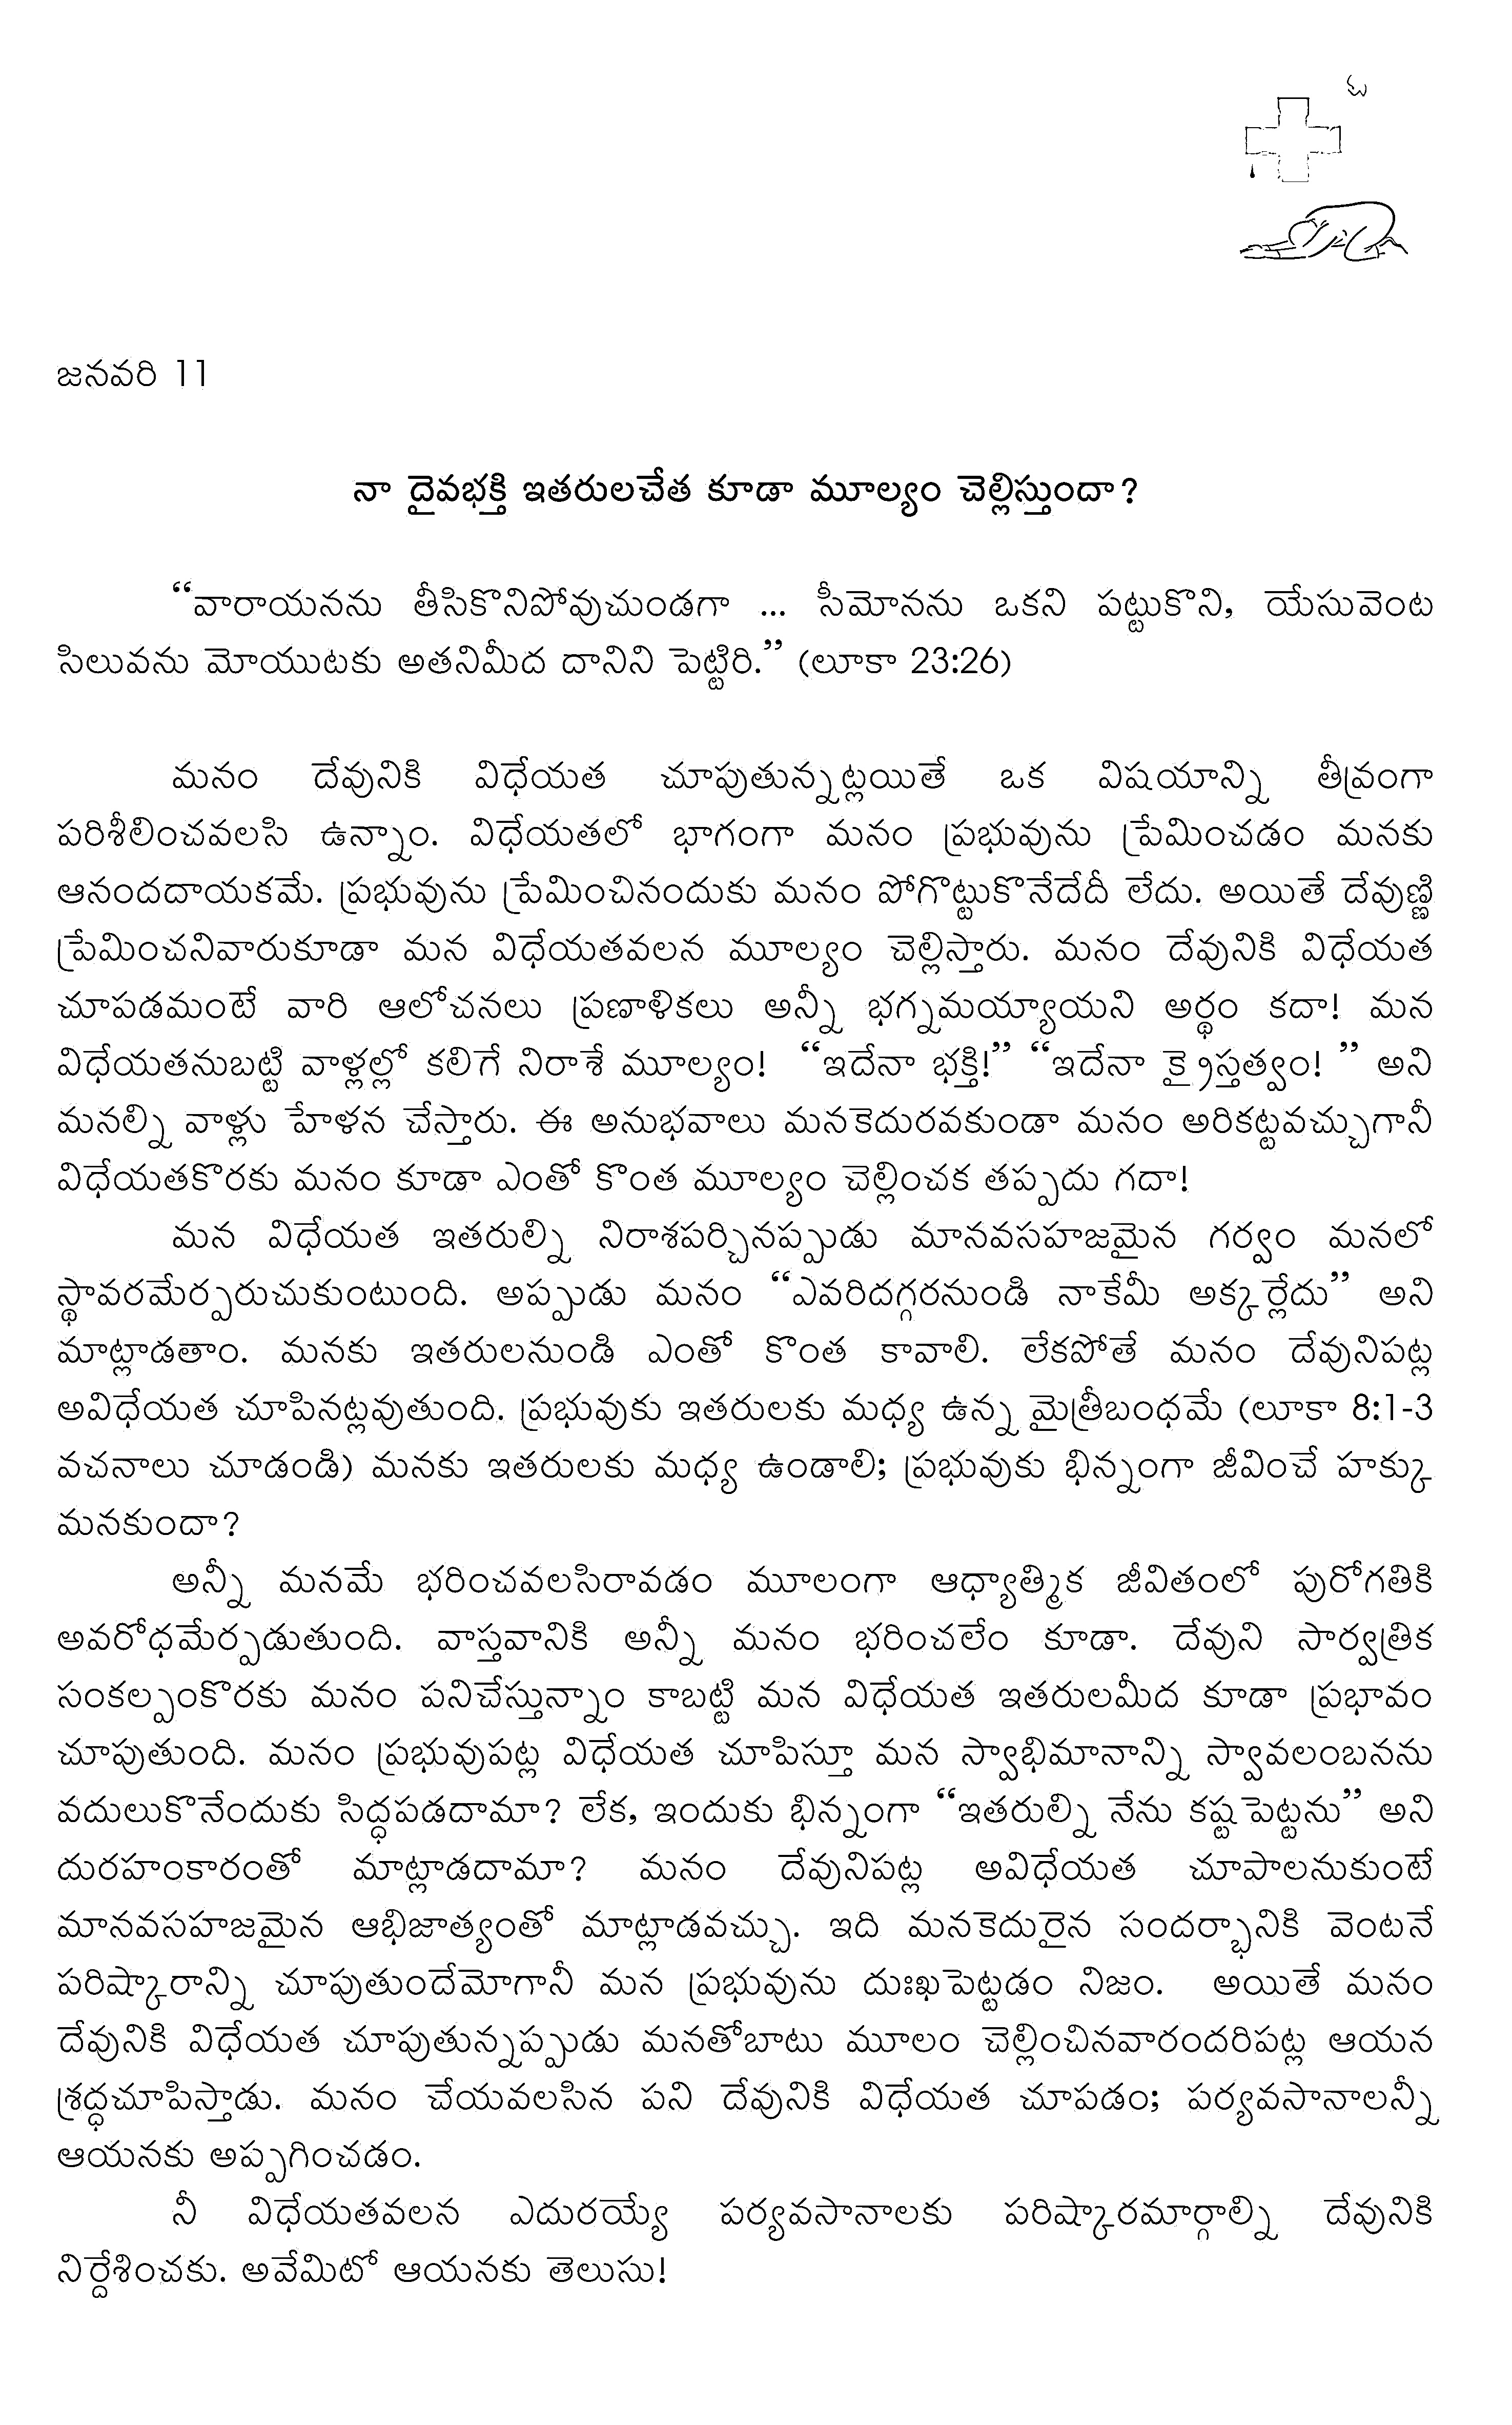 జనవరి 11
నా దైవభక్తి ఇతరులచేత కూడా మూల్యం చెల్లిస్తుందా?
“వారాయనను తీసికొనిపోవుచుండగా ... సీమోనను ఒకని పట్టుకొని, యేసువెంట
సిలువను మోయుటకు అతనిమీద దానిని పెట్టిరి.” (లూకా 23:26)
మనం దేవునికి విధేయత చూపుతున్నట్లయితే ఒక విషయాన్ని తీవ్రంగా
పరిశీలించవలసి ఉన్నాం. విధేయతలో భాగంగా మనం ప్రభువును ప్రేమించడం మనకు
ఆనందదాయకమే. ప్రభువును ప్రేమించినందుకు మనం పోగొట్టుకొనేదేదీ లేదు. అయితే దేవుణ్ణి
ప్రేమించనివారుకూడా మన విధేయతవలన మూల్యం చెల్లిస్తారు. మనం దేవునికి విధేయత
చూపడమంటే వారి ఆలోచనలు ప్రణాళికలు అన్నీ భగ్నమయ్యాయని అర్థం కదా! మన
విధేయతనుబట్టి వాళ్లల్లో కలిగే నిరాశే మూల్యం! “ఇదేనా భక్తి!” “ఇదేనా క్రైస్తత్వం! ” అని
మనల్ని వాళ్లు హేళన చేస్తారు. ఈ అనుభవాలు మనకెదురవకుండా మనం అరికట్టవచ్చుగానీ
విధేయతకొరకు మనం కూడా ఎంతో కొంత మూల్యం చెల్లించక తప్పదు గదా!
మన విధేయత ఇతరుల్ని నిరాశపర్చినప్పుడు మానవసహజమైన గర్వం మనలో
స్థావరమేర్పరుచుకుంటుంది. అప్పుడు మనం “ఎవరిదగ్గరనుండి నాకేమీ అక్కర్లేదు” అని
మాట్లాడతాం. మనకు ఇతరులనుండి ఎంతో కొంత కావాలి. లేకపోతే మనం దేవునిపట్ల
అవిధేయత చూపినట్లవుతుంది. ప్రభువుకు ఇతరులకు మధ్య ఉన్న మైత్రీబంధమే (లూకా 8:1-3
వచనాలు చూడండి) మనకు ఇతరులకు మధ్య ఉండాలి; ప్రభువుకు భిన్నంగా జీవించే హక్కు
మనకుందా?
అన్నీ మనమే భరించవలసిరావడం మూలంగా ఆధ్యాత్మిక జీవితంలో పురోగతికి
అవరోధమేర్పడుతుంది. వాస్తవానికి అన్నీ మనం భరించలేం కూడా. దేవుని సార్వత్రిక
సంకల్పంకొరకు మనం పనిచేస్తున్నాం కాబట్టి మన విధేయత ఇతరులమీద కూడా ప్రభావం
చూపుతుంది. మనం ప్రభువుపట్ల విధేయత చూపిస్తూ మన స్వాభిమానాన్ని స్వావలంబనను
వదులుకొనేందుకు సిద్ధపడదామా? లేక, ఇందుకు భిన్నంగా “ఇతరుల్ని నేను కష్టపెట్టను” అని
దురహంకారంతో మాట్లాడదామా? మనం దేవునిపట్ల అవిధేయత చూపాలనుకుంటే
మానవసహజమైన ఆభిజాత్యంతో మాట్లాడవచ్చు. ఇది మనకెదురైన సందర్భానికి వెంటనే
పరిష్కారాన్ని చూపుతుందేమోగానీ మన ప్రభువును దుఃఖపెట్టడం నిజం. అయితే మనం
దేవునికి విధేయత చూపుతున్నప్పుడు మనతోబాటు మూలం చెల్లించినవారందరిపట్ల ఆయన
శ్రద్ధచూపిస్తాడు. మనం చేయవలసిన పని దేవునికి విధేయత చూపడం; పర్యవసానాలన్నీ
ఆయనకు అప్పగించడం.
నీ విధేయతవలన ఎదురయ్యే పర్యవసానాలకు పరిష్కారమార్గాల్ని దేవునికి
నిర్దేశించకు. అవేమిటో ఆయనకు తెలుసు!